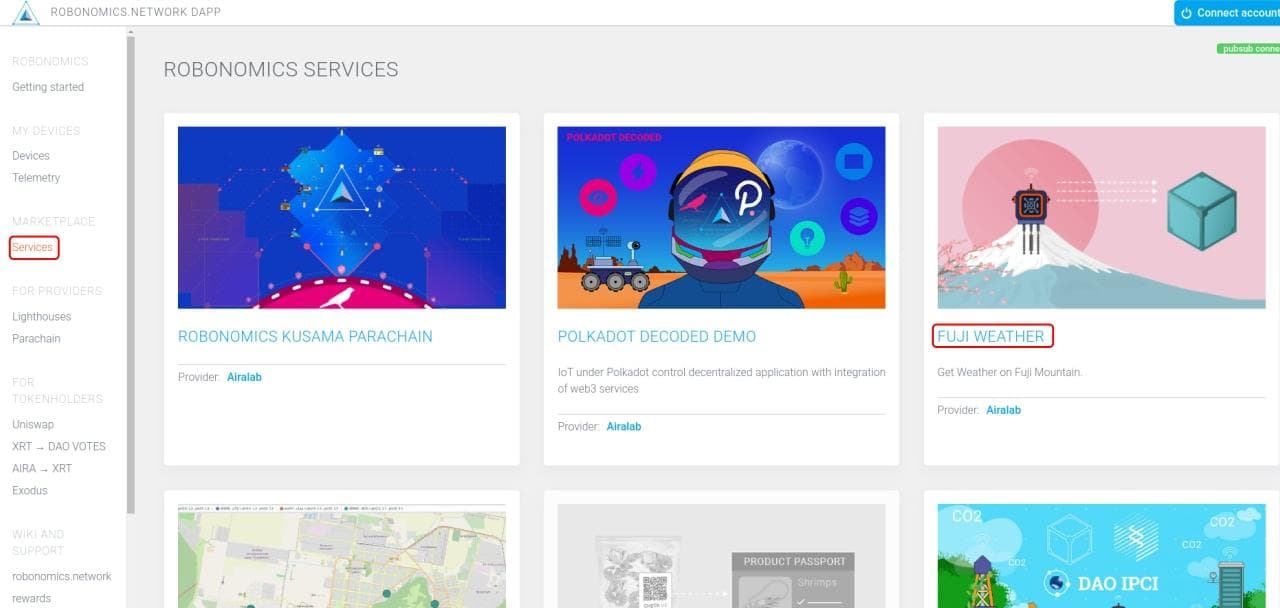 ROBONOMICS.NETWORK DAPP
Connect account
pubsub conne
ROBONOMICS
Getting started
MY DEVICES
Devices
Telemetry
MARKETPLACE
Services
FOR PROVIDERS
Lighthouses
Parachain
FOR
TOKENHOLDERS
Uniswap
XRT → DAO VOTES
AIRA → XRT
Exodus
WIKI AND
SUPPORT
robonomics.network
rewards
ROBONOMICS SERVICES
ROBONOMICS KUSAMA PARACHAIN
Provider: Airalab
POLKADOT DECODED
POLKADOT DECODED DEMO
IoT under Polkadot control decentralized application with integration
of web3 services
Provider: Airalab
FUJI WEATHER
Get Weather on Fuji Mountain.
Provider: Airalab
PRODUCT PASSPORT
Shrimps
CO2
CO2
CO2
CO2
DAO IPCI